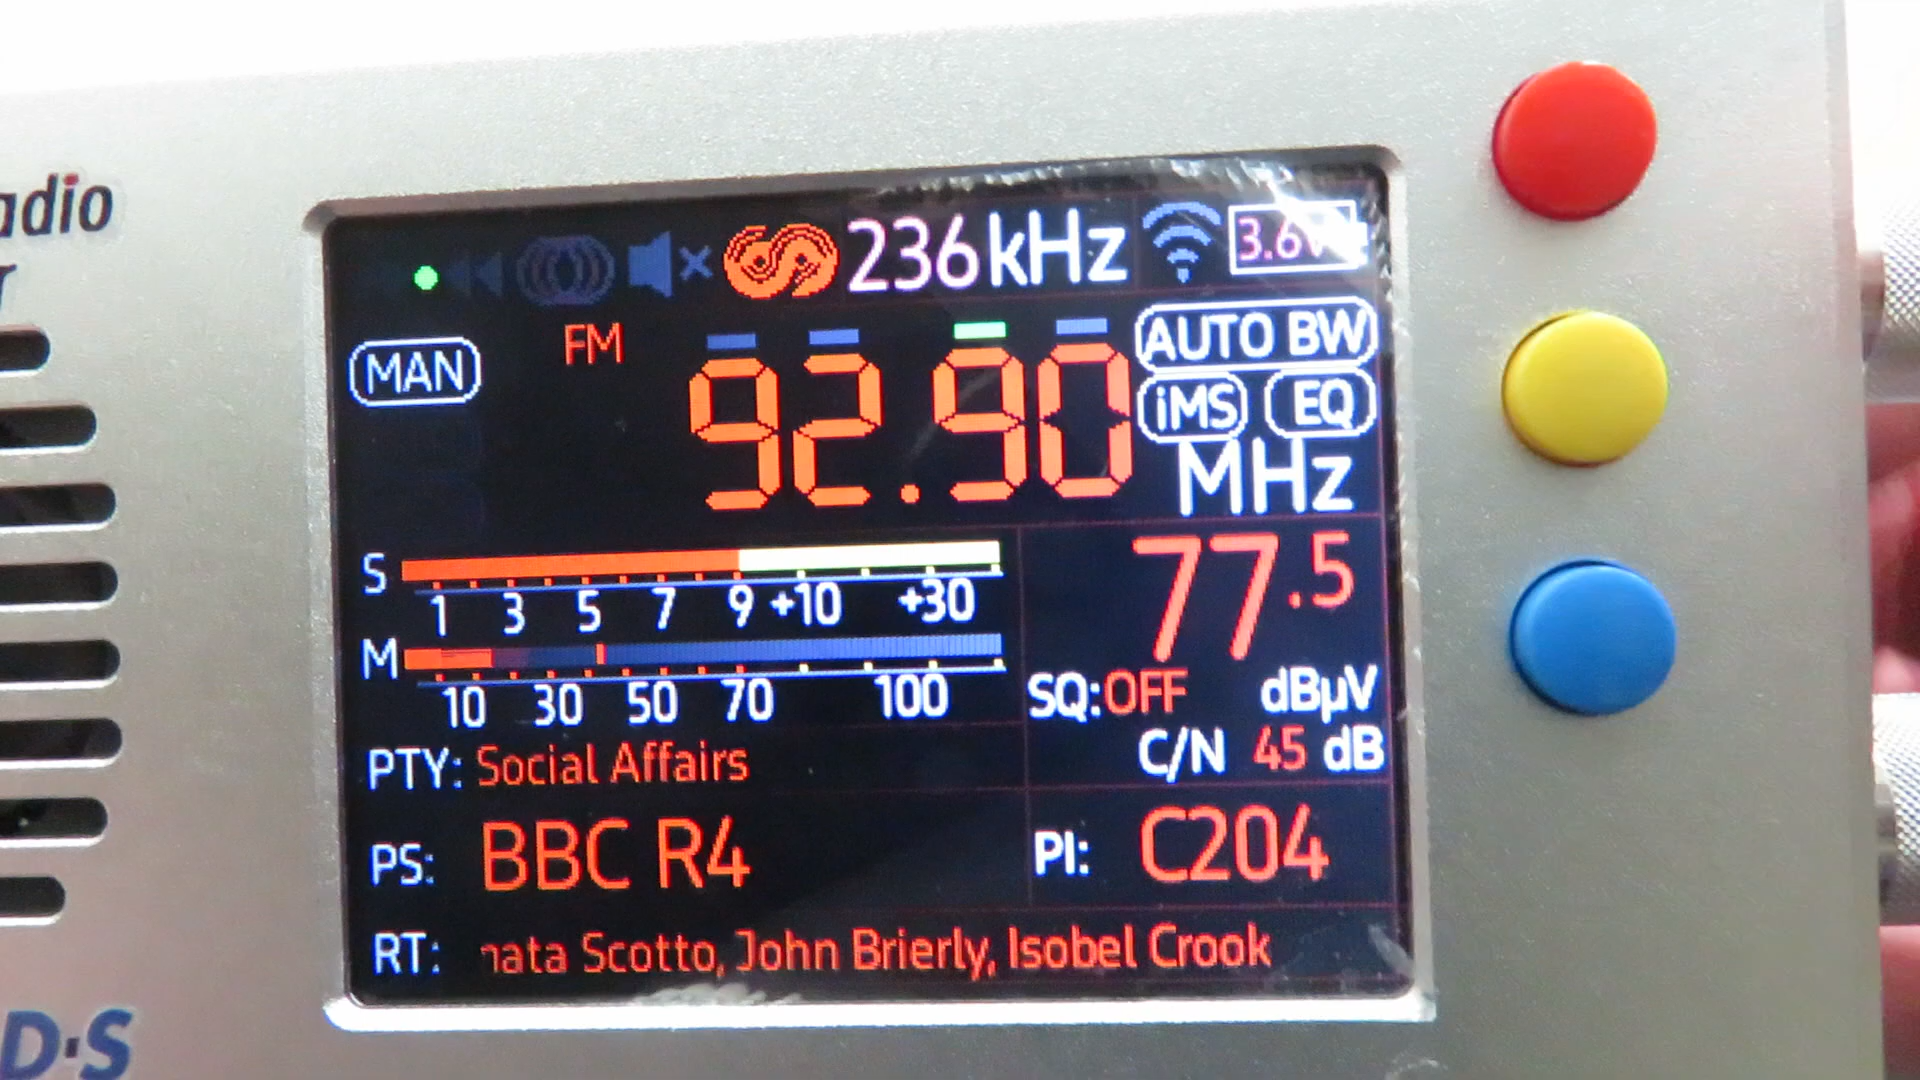 236kHz 3.6V
MAN FM 92.90 AUTO BW
iMS EQ
MHz
S 1 3 5 7 9 +10 +30
77.5
M 10 30 50 70 100
SQ:OFF dBµV
C/N 45 dB
PTY: Social Affairs
PS: BBC R4 PI: C204
RT: nata Scotto, John Brierly, Isobel Crook
adio
r
D·S